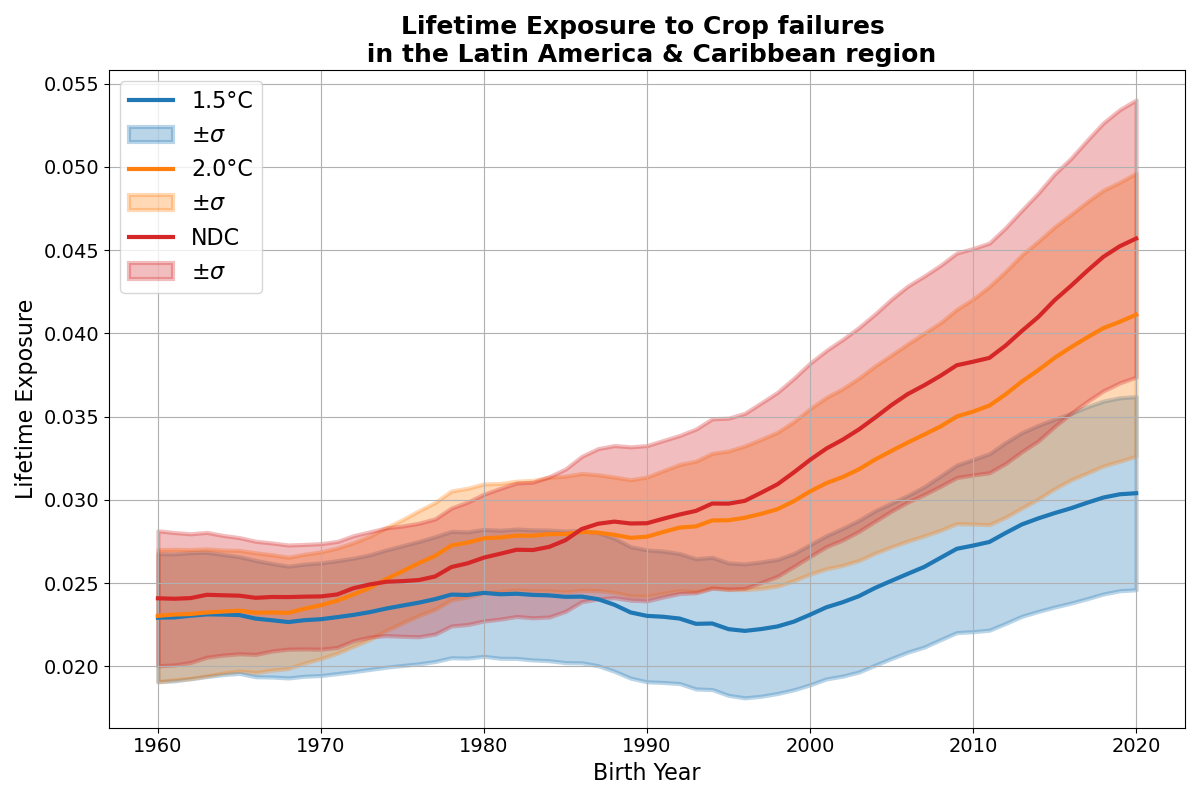 Lifetime Exposure to Crop failures
in the Latin America & Caribbean region
1.5°C
±σ
2.0°C
±σ
NDC
±σ
Lifetime Exposure
0.055
0.050
0.045
0.040
0.035
0.030
0.025
0.020
1960 1970 1980 1990 2000 2010 2020
Birth Year